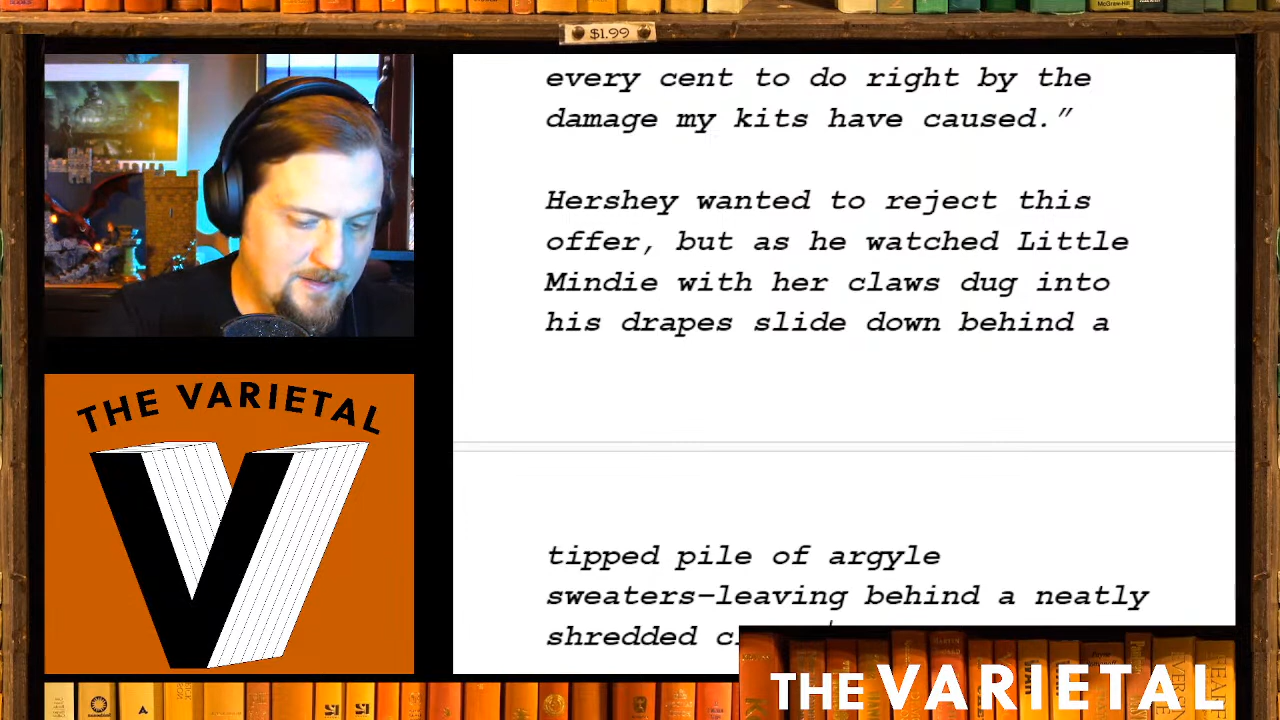 $1.99
McGraw-Hill
every cent to do right by the
damage my kits have caused.”
Hershey wanted to reject this
offer, but as he watched Little
Mindie with her claws dug into
his drapes slide down behind a
tipped pile of argyle
sweaters—leaving behind a neatly
shredded
THE VARIETAL
V
THE VARIETAL